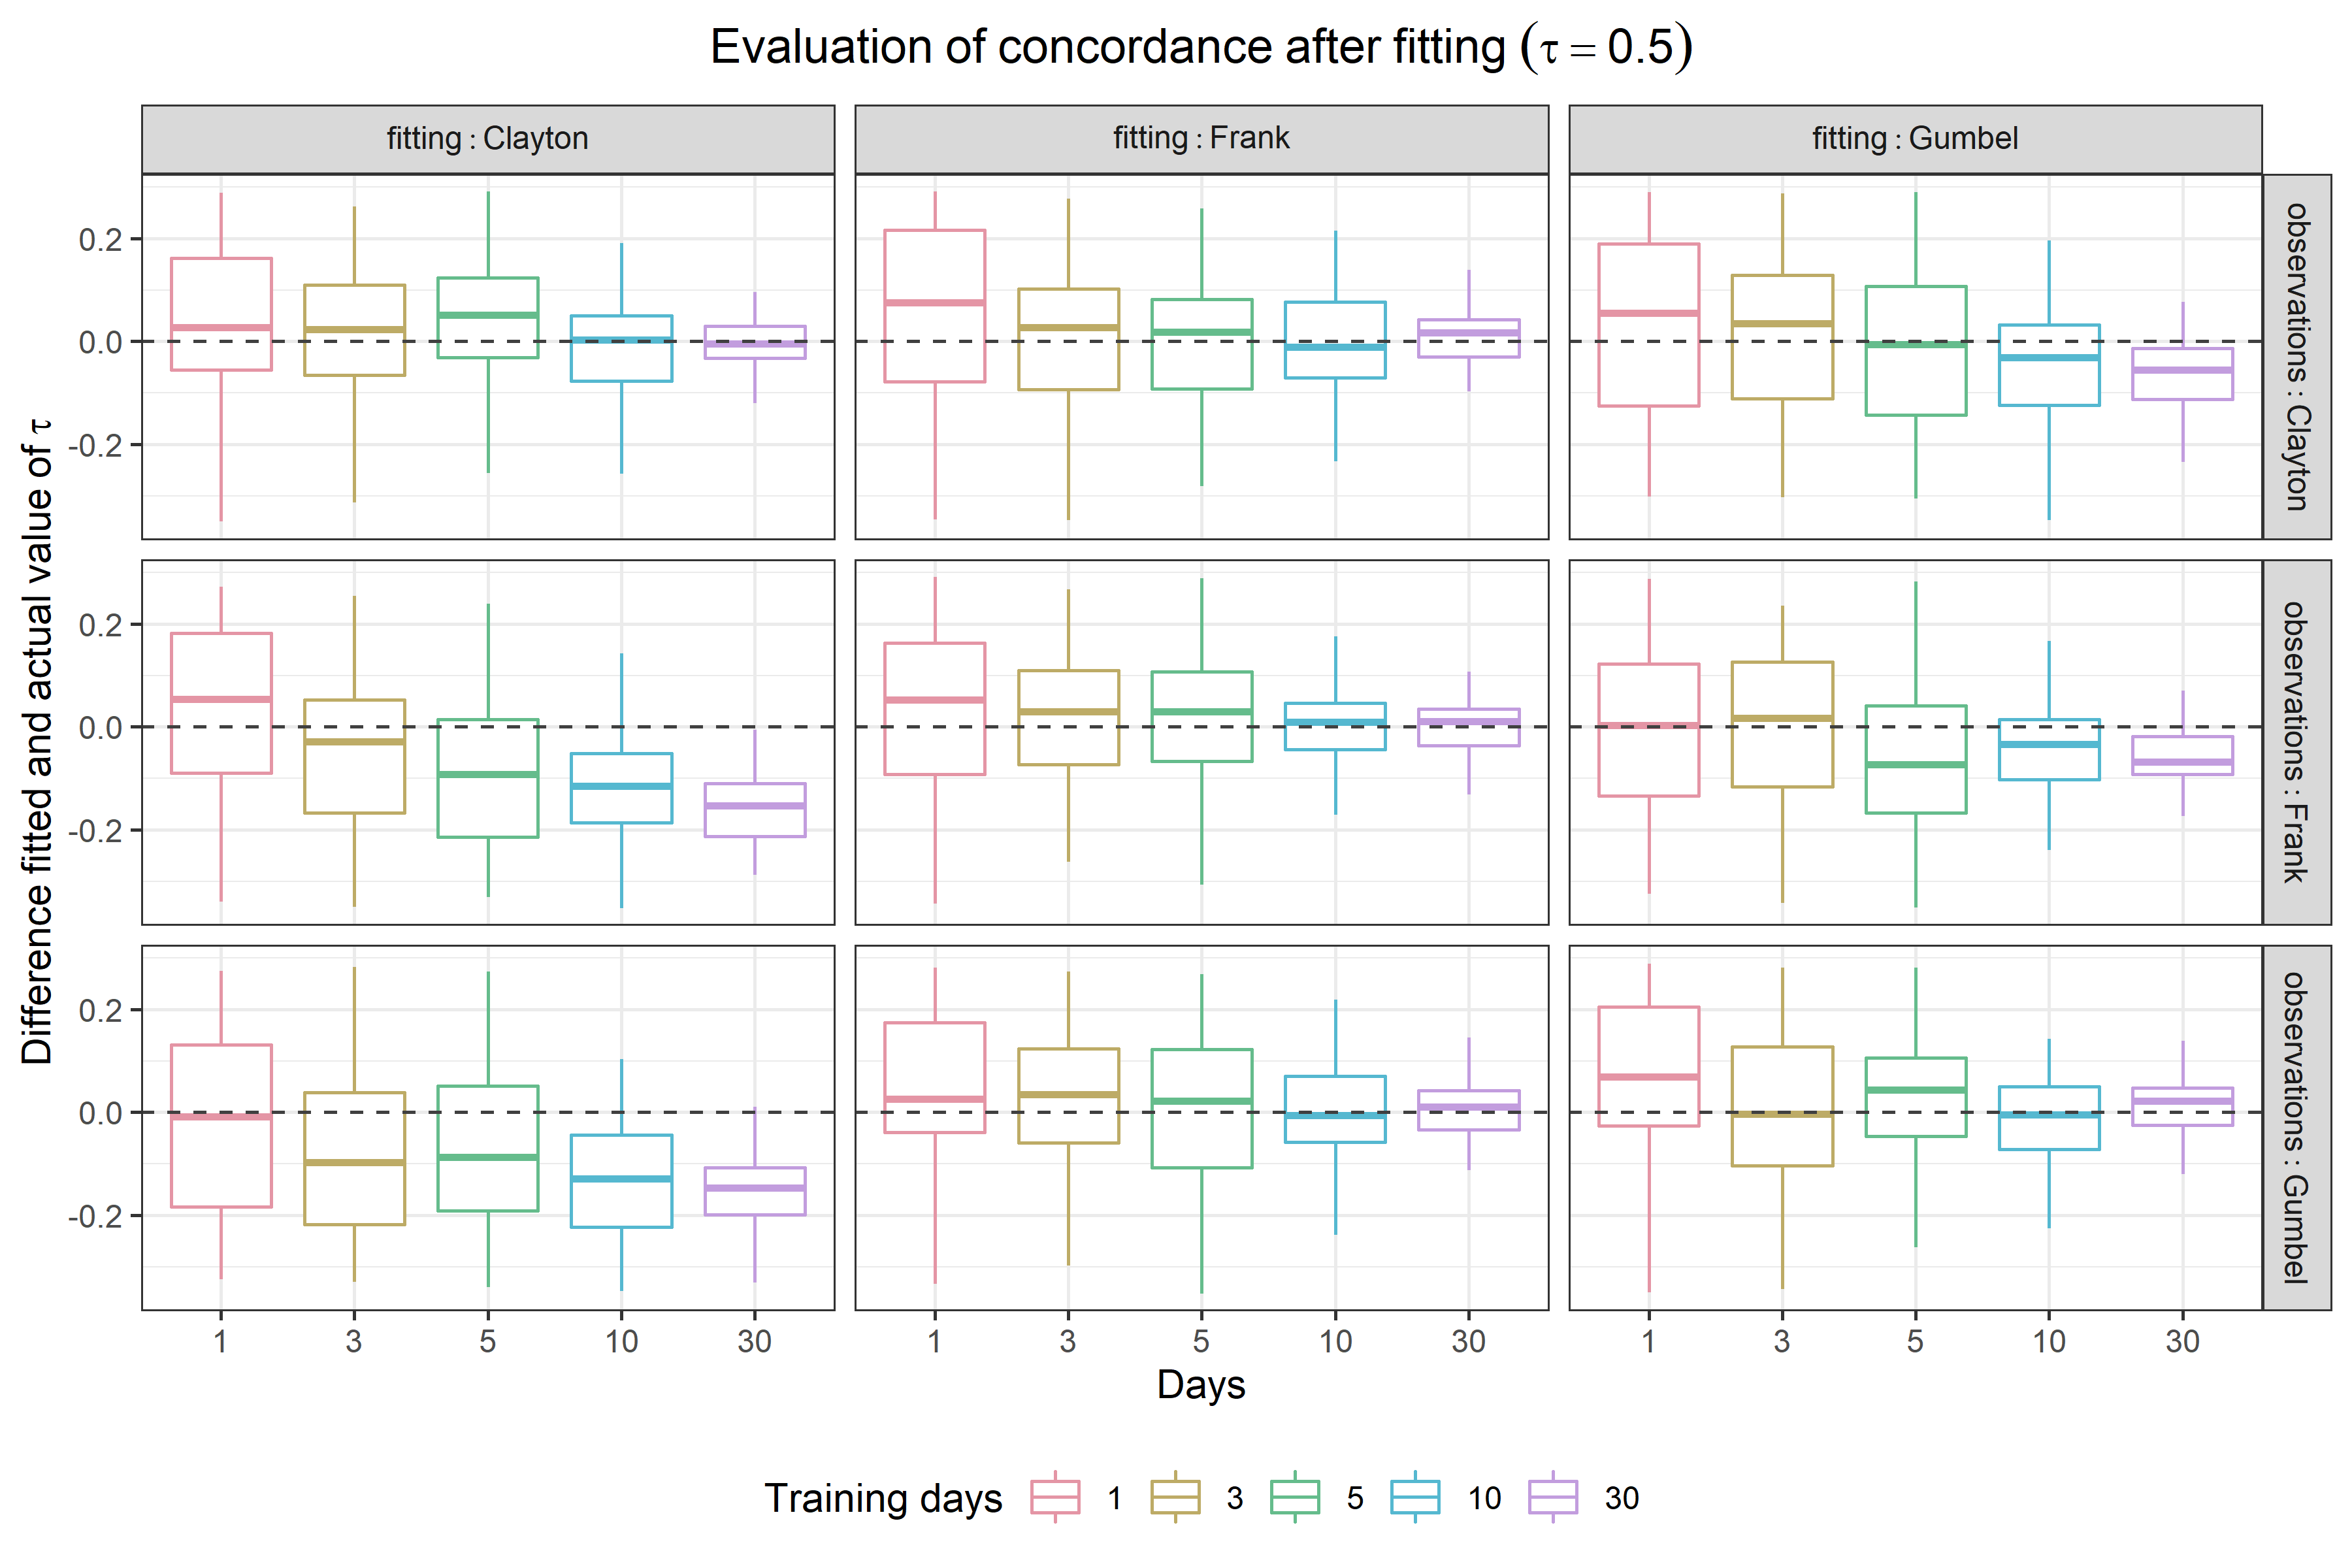 Evaluation of concordance after fitting (τ = 0.5)
fitting : Clayton
fitting : Frank
fitting : Gumbel
Difference fitted and actual value of τ
0.2
0.0
-0.2
observations : Clayton
0.2
0.0
-0.2
observations : Frank
0.2
0.0
-0.2
observations : Gumbel
1 3 5 10 30
1 3 5 10 30
1 3 5 10 30
Days
Training days 1 3 5 10 30